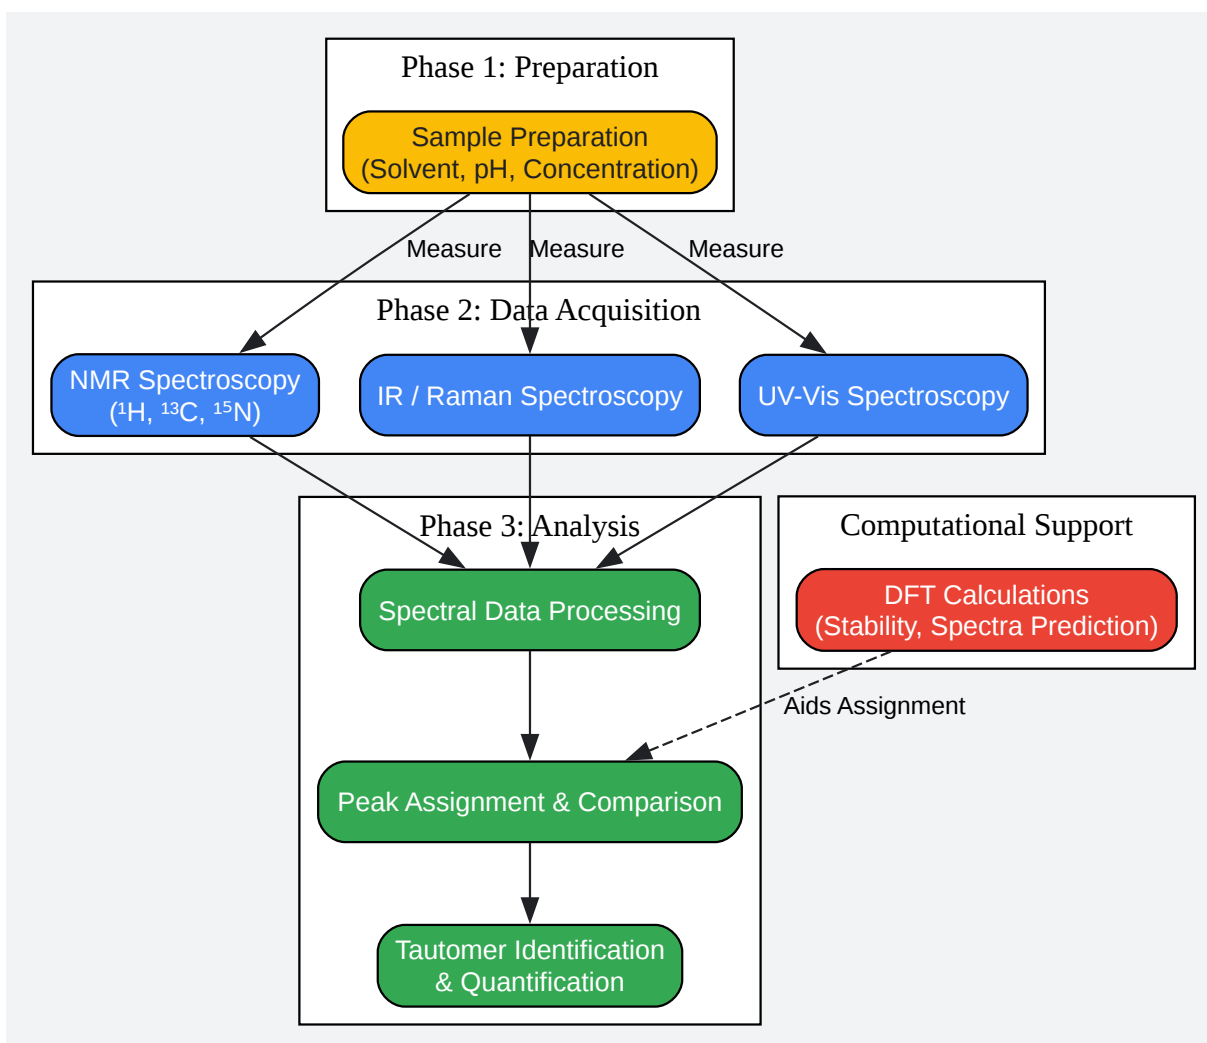 Phase 1: Preparation
Sample Preparation
(Solvent, pH, Concentration)
Measure
Measure
Measure
Phase 2: Data Acquisition
NMR Spectroscopy
(¹H, ¹³C, ¹⁵N)
IR / Raman Spectroscopy
UV-Vis Spectroscopy
Phase 3: Analysis
Computational Support
Spectral Data Processing
DFT Calculations
(Stability, Spectra Prediction)
Aids Assignment
Peak Assignment & Comparison
Tautomer Identification
& Quantification